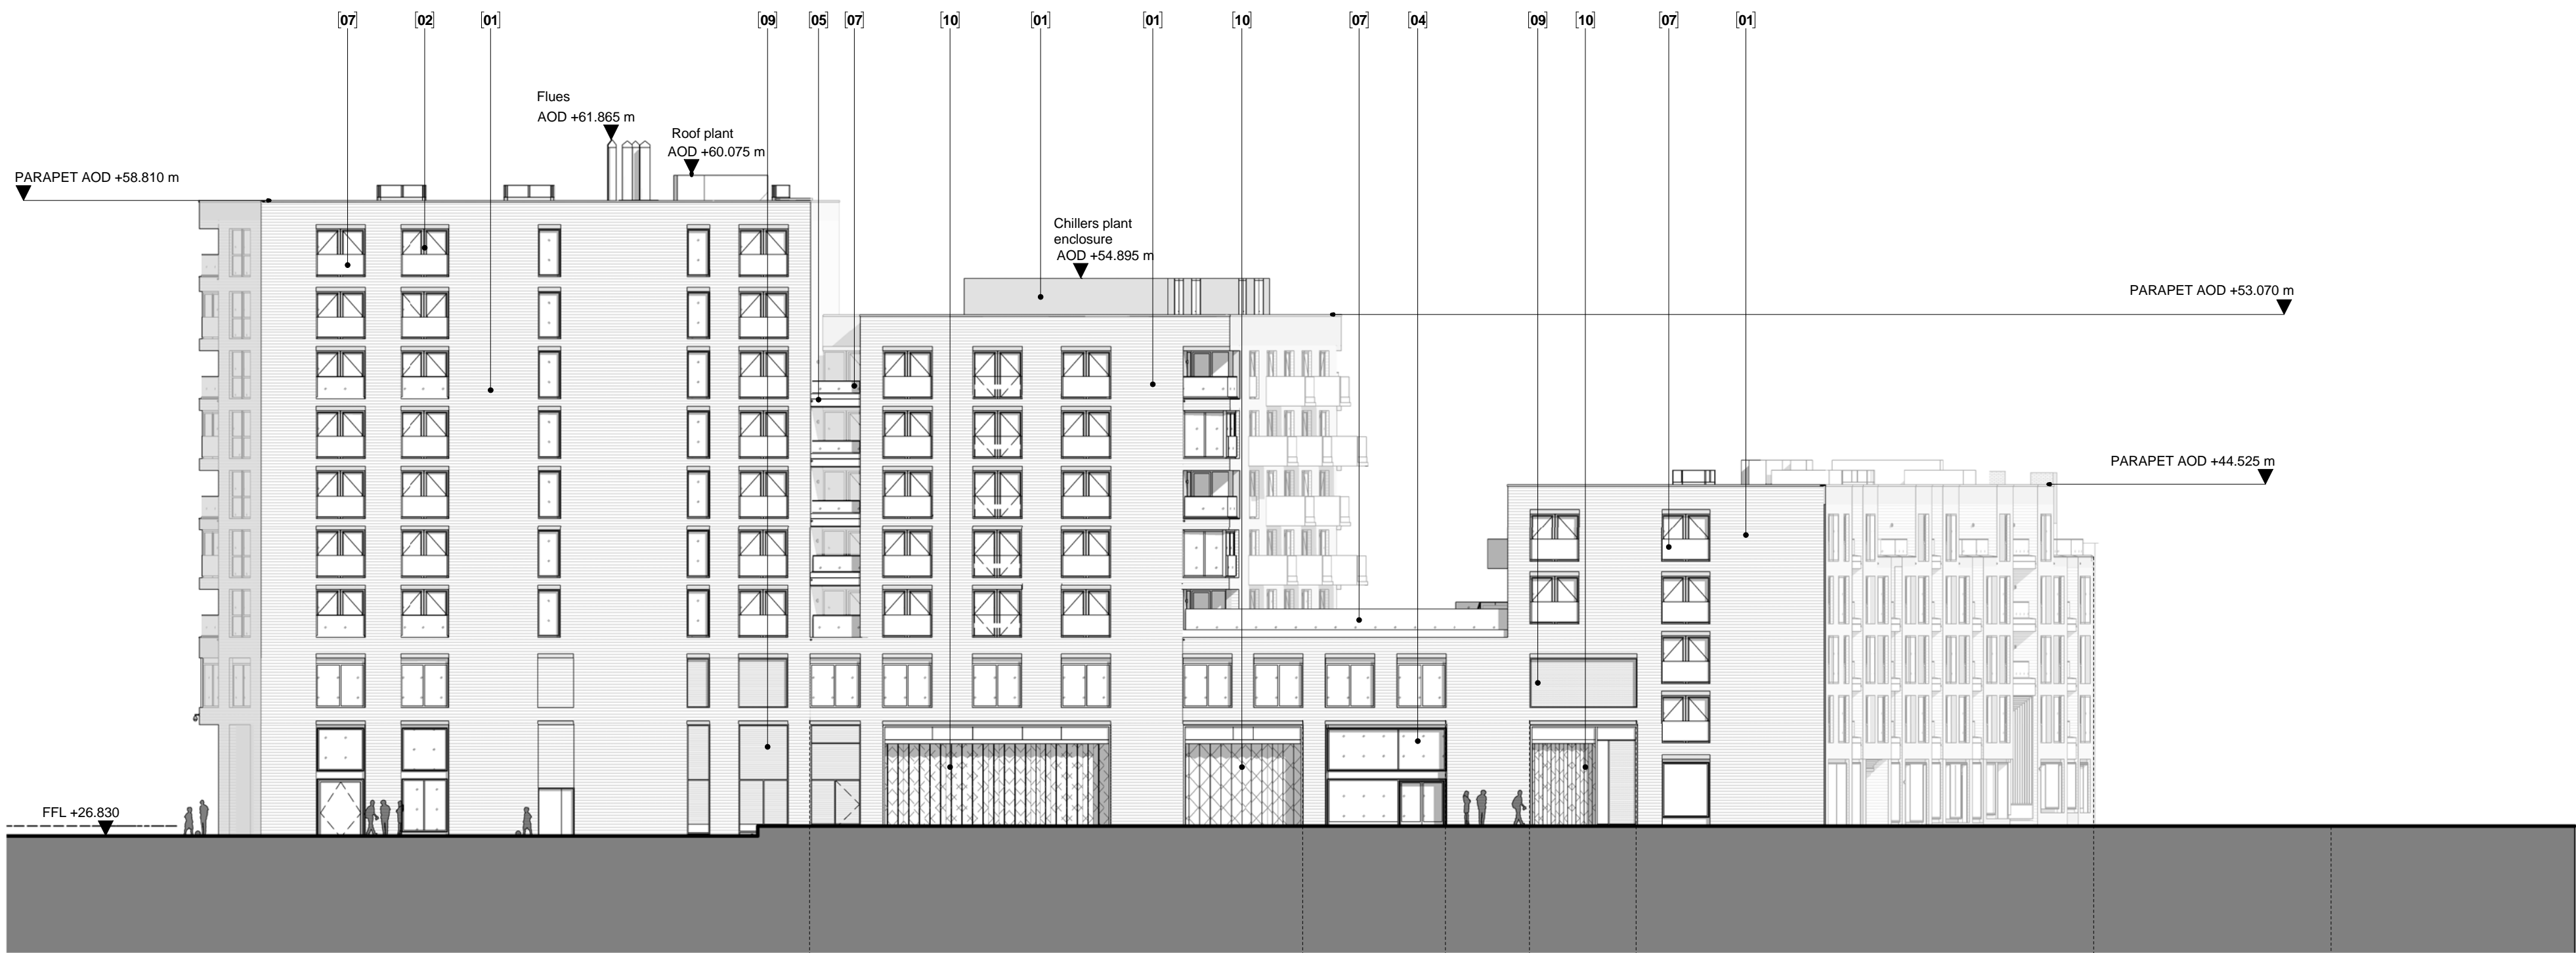 [07] [02] [01] [09] [05] [07] [10] [01] [01] [10] [07] [04] [09] [10] [07] [01]
Flues
AOD +61.865 m
Roof plant
AOD +60.075 m
PARAPET AOD +58.810 m
Chillers plant
enclosure
AOD +54.895 m
PARAPET AOD +53.070 m
PARAPET AOD +44.525 m
FFL +26.830